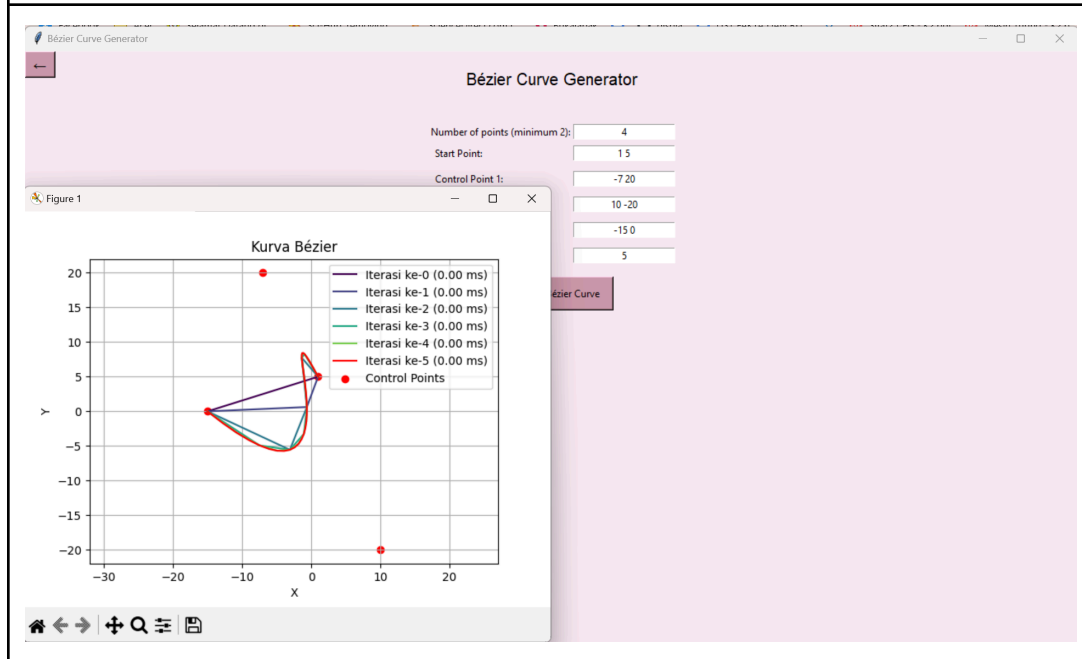 Bézier Curve Generator
←
Bézier Curve Generator
Number of points (minimum 2):
4
Start Point:
1 5
Control Point 1:
-7 20
10 -20
-15 0
5
ézier Curve
Figure 1
Kurva Bézier
Iterasi ke-0 (0.00 ms)
Iterasi ke-1 (0.00 ms)
Iterasi ke-2 (0.00 ms)
Iterasi ke-3 (0.00 ms)
Iterasi ke-4 (0.00 ms)
Iterasi ke-5 (0.00 ms)
Control Points
20
15
10
5
0
−5
−10
−15
−20
Y
−30 −20 −10 0 10 20
X